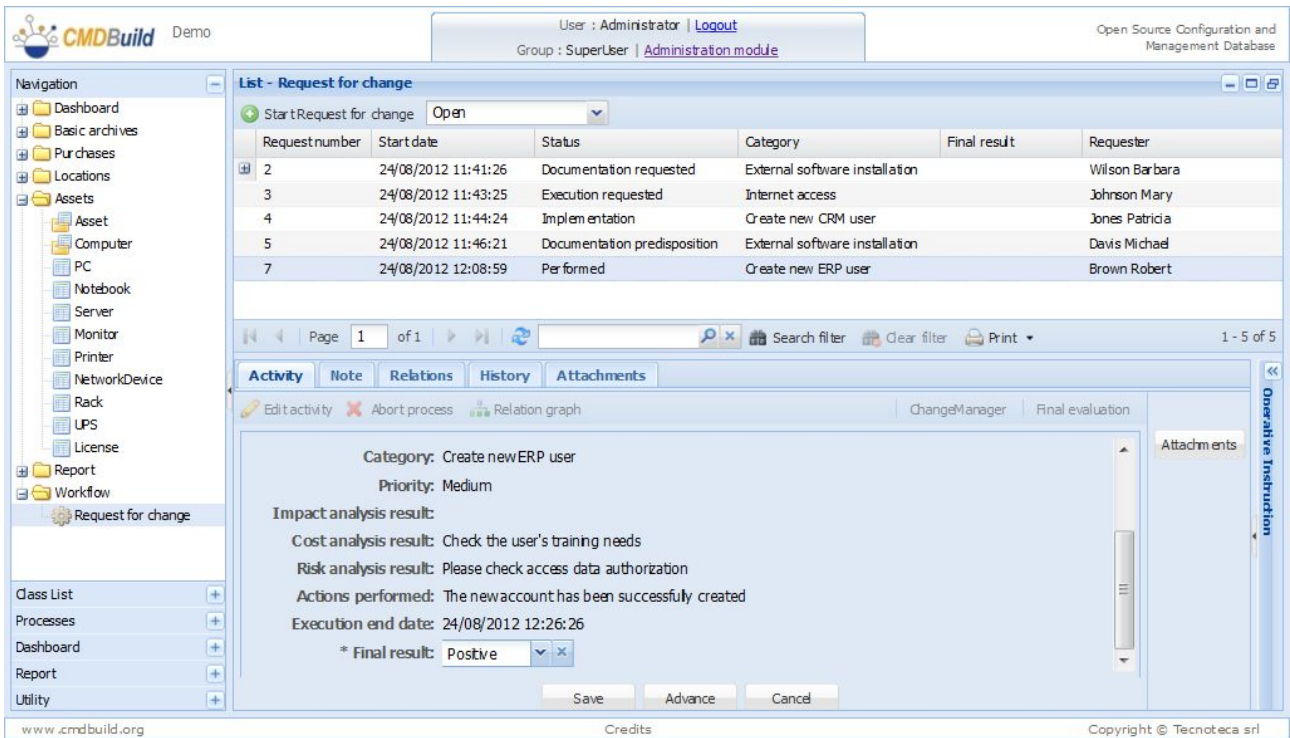 CMDBuild Demo
User : Administrator | Logout
Group : SuperUser | Administration module
Open Source Configuration and
Management Database
Navigation
Dashboard
Basic archives
Purchases
Locations
Assets
Asset
Computer
PC
Notebook
Server
Monitor
Printer
NetworkDevice
Rack
UPS
License
Report
Workflow
Request for change
Class List
Processes
Dashboard
Report
Utility
List - Request for change
Start Request for change Open
Request number Start date Status Category Final result Requester
2 24/08/2012 11:41:26 Documentation requested External software installation Wilson Barbara
3 24/08/2012 11:43:25 Execution requested Internet access Johnson Mary
4 24/08/2012 11:44:24 Implementation Create new CRM user Jones Patricia
5 24/08/2012 11:46:21 Documentation predisposition External software installation Davis Michael
7 24/08/2012 12:08:59 Performed Create new ERP user Brown Robert
Page 1 of 1 Search filter Clear filter Print 1 - 5 of 5
Activity Note Relations History Attachments
Edit activity Abort process Relation graph ChangeManager Final evaluation
Category: Create new ERP user
Priority: Medium
Impact analysis result:
Cost analysis result: Check the user's training needs
Risk analysis result: Please check access data authorization
Actions performed: The new account has been successfully created
Execution end date: 24/08/2012 12:26:26
* Final result: Positive
Save Advance Cancel
Attachments
Operative Instruction
www.cmdbuild.org Credits Copyright © Tecnoteca srl